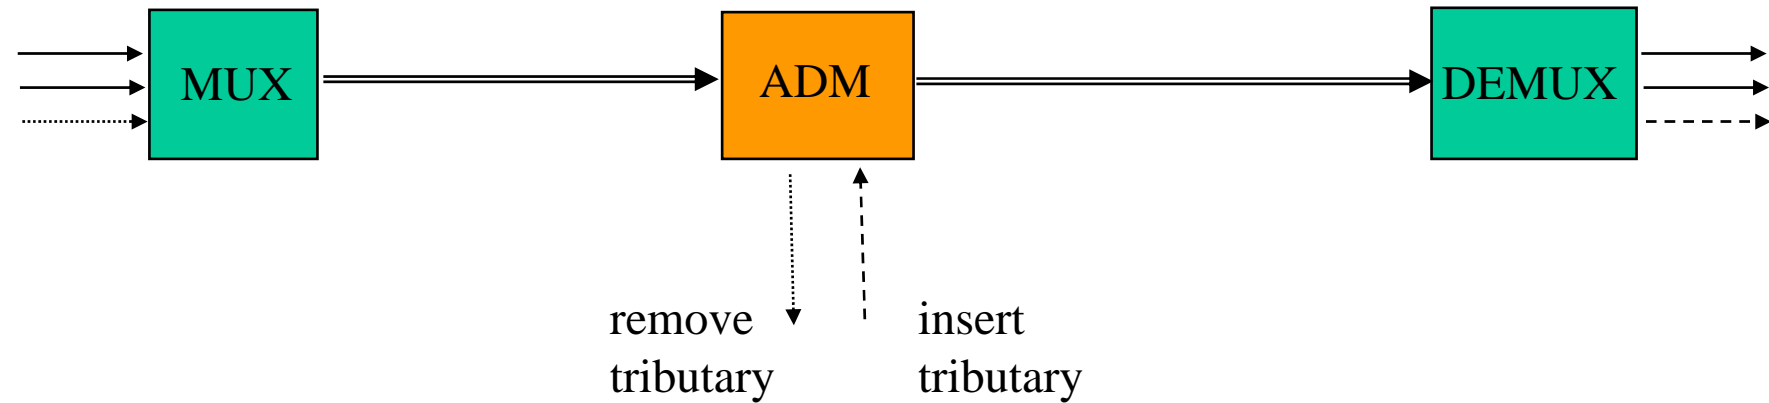 MUX
ADM
DEMUX
remove
tributary
insert
tributary